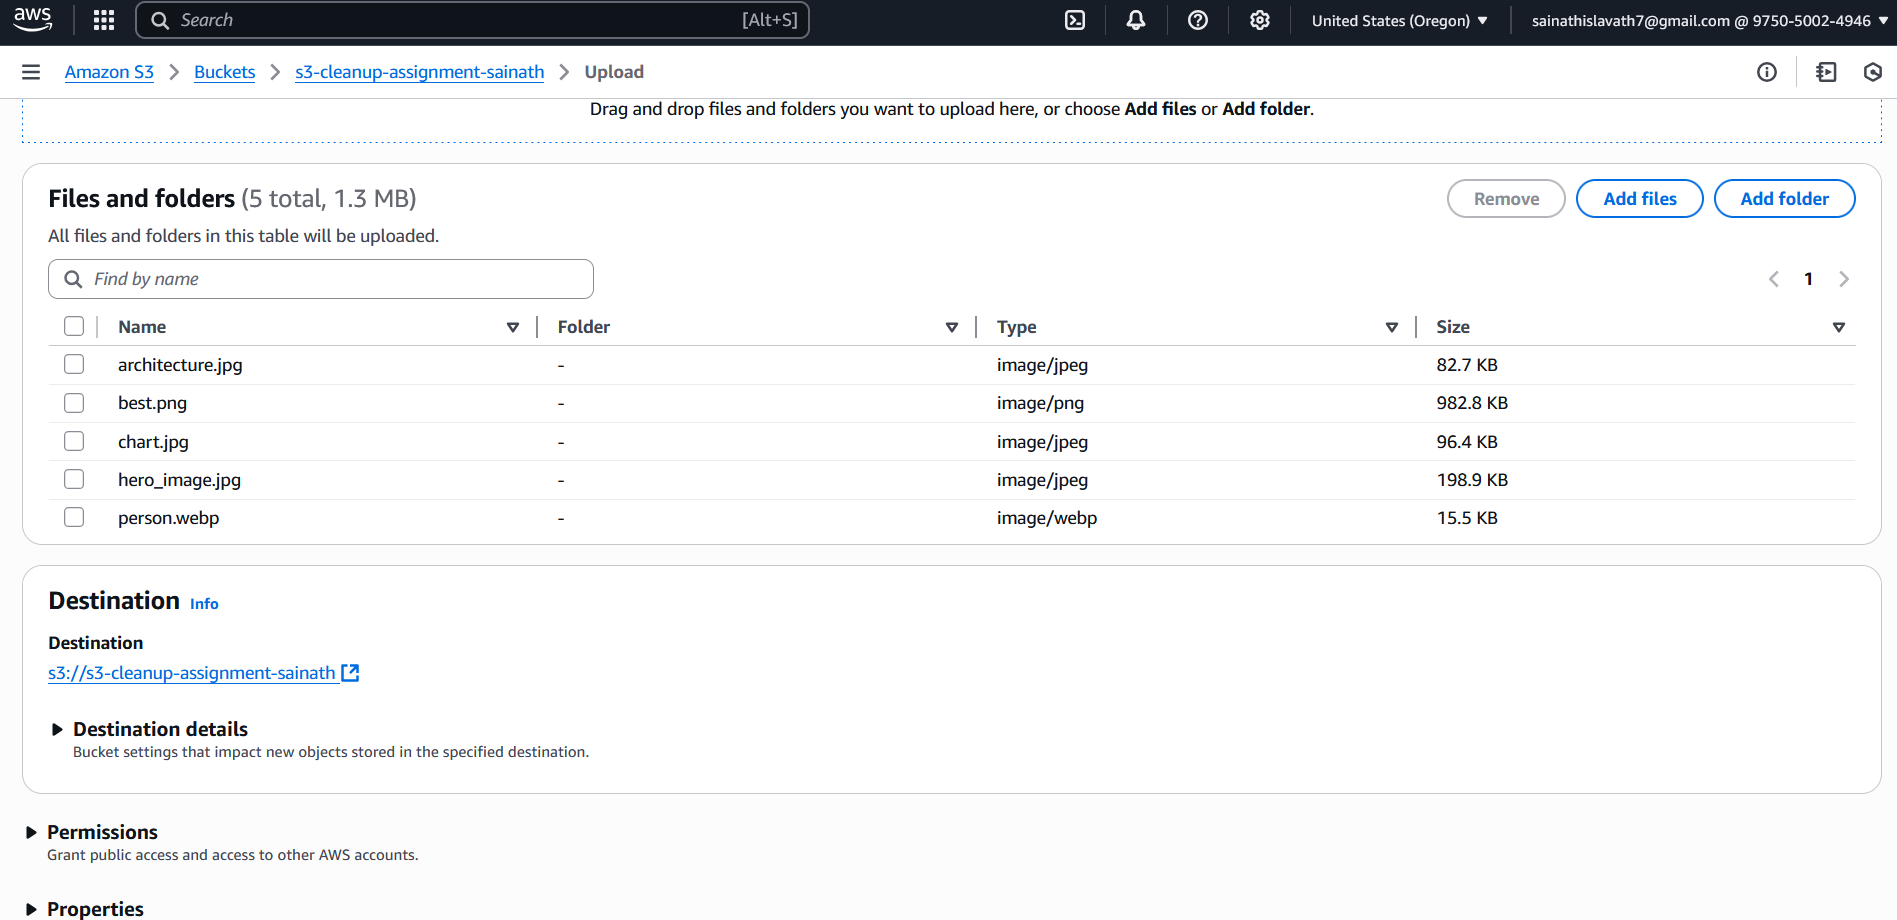 aws
Search [Alt+S] United States (Oregon) sainathislavath7@gmail.com @ 9750-5002-4946
Amazon S3 Buckets s3-cleanup-assignment-sainath Upload
Drag and drop files and folders you want to upload here, or choose Add files or Add folder.
Files and folders (5 total, 1.3 MB) Remove Add files Add folder
All files and folders in this table will be uploaded.
Find by name 1
Name Folder Type Size
architecture.jpg - image/jpeg 82.7 KB
best.png - image/png 982.8 KB
chart.jpg - image/jpeg 96.4 KB
hero_image.jpg - image/jpeg 198.9 KB
person.webp - image/webp 15.5 KB
Destination Info
Destination
s3://s3-cleanup-assignment-sainath
Destination details
Bucket settings that impact new objects stored in the specified destination.
Permissions
Grant public access and access to other AWS accounts.
Properties